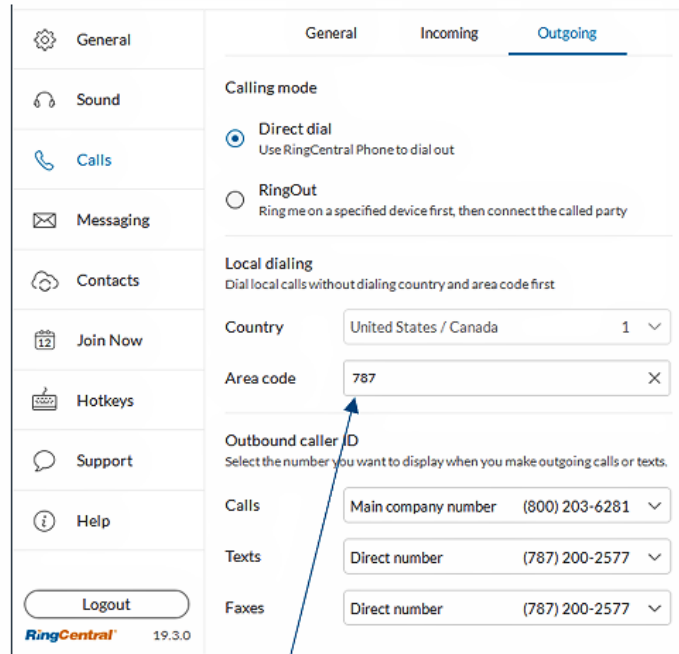 General
Sound
Calls
Messaging
Contacts
12
Join Now
Hotkeys
Support
Help
Logout
RingCentral® 19.3.0
General Incoming Outgoing
Calling mode
Direct dial
Use RingCentral Phone to dial out
RingOut
Ring me on a specified device first, then connect the called party
Local dialing
Dial local calls without dialing country and area code first
Country United States / Canada 1
Area code 787
Outbound caller ID
Select the number you want to display when you make outgoing calls or texts.
Calls Main company number (800) 203-6281
Texts Direct number (787) 200-2577
Faxes Direct number (787) 200-2577